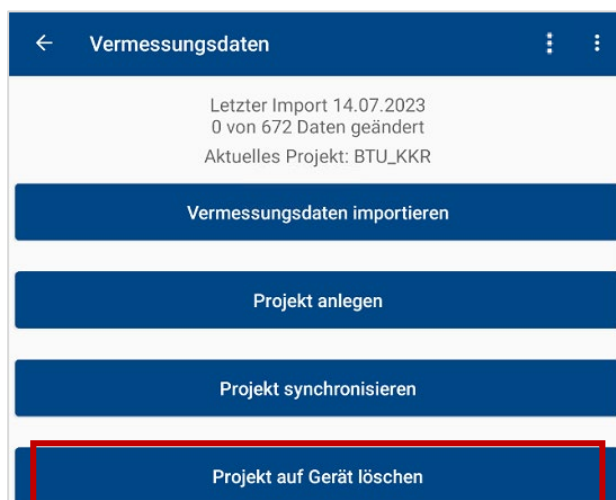 Vermessungsdaten
Letzter Import 14.07.2023
0 von 672 Daten geändert
Aktuelles Projekt: BTU_KKR
Vermessungsdaten importieren
Projekt anlegen
Projekt synchronisieren
Projekt auf Gerät löschen